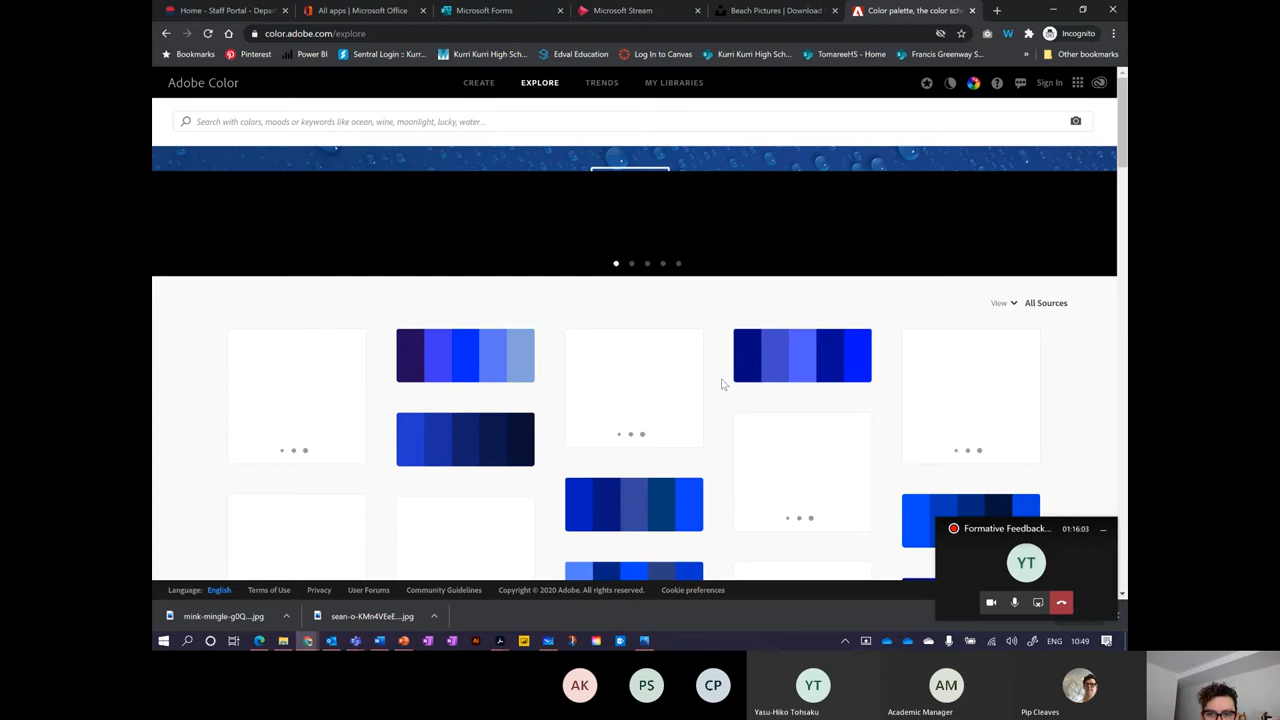 Home - Staff Portal - Depar
All apps | Microsoft Office
Microsoft Forms
Microsoft Stream
Beach Pictures | Download
Color palette, the color sche
color.adobe.com/explore
Incognito
Bookmarks
Pinterest
Power BI
Sentral Login :: Kurr...
Kurri Kurri High Sch...
Edval Education
Log In to Canvas
Kurri Kurri High Sch...
TomareeHS - Home
Francis Greenway S...
Other bookmarks
Adobe Color
CREATE
EXPLORE
TRENDS
MY LIBRARIES
Sign In
Search with colors, moods or keywords like ocean, wine, moonlight, lucky, water...
View
All Sources
Formative Feedback...
01:16:03
YT
Language: English
Terms of Use
Privacy
User Forums
Community Guidelines
Copyright © 2020 Adobe. All rights reserved.
Cookie preferences
mink-mingle-g0Q....jpg
sean-o-KMn4VEeE....jpg
ENG
10:49
AK
PS
CP
YT
AM
Yasu-Hiko Tohsaku
Academic Manager
Pip Cleaves